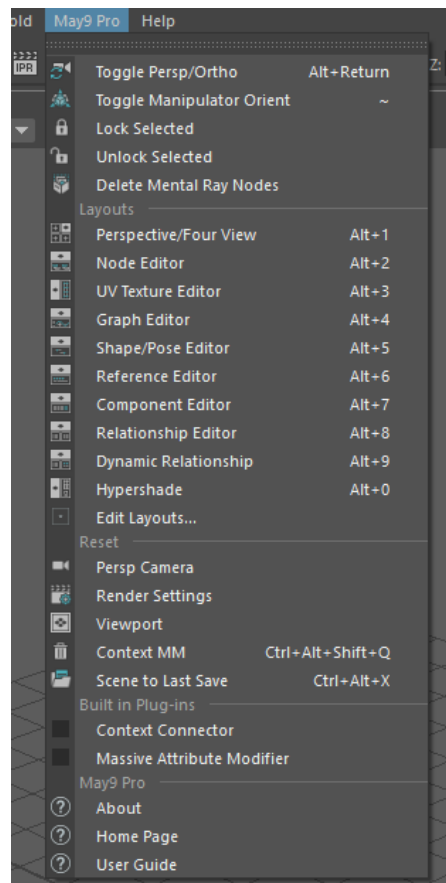 old May9 Pro Help
IPR
Z:
Toggle Persp/Ortho Alt+Return
Toggle Manipulator Orient ~
Lock Selected
Unlock Selected
Delete Mental Ray Nodes
Layouts
Perspective/Four View Alt+1
Node Editor Alt+2
UV Texture Editor Alt+3
Graph Editor Alt+4
Shape/Pose Editor Alt+5
Reference Editor Alt+6
Component Editor Alt+7
Relationship Editor Alt+8
Dynamic Relationship Alt+9
Hypershade Alt+0
Edit Layouts...
Reset
Persp Camera
Render Settings
Viewport
Context MM Ctrl+Alt+Shift+Q
Scene to Last Save Ctrl+Alt+X
Built in Plug-ins
Context Connector
Massive Attribute Modifier
May9 Pro
? About
? Home Page
? User Guide